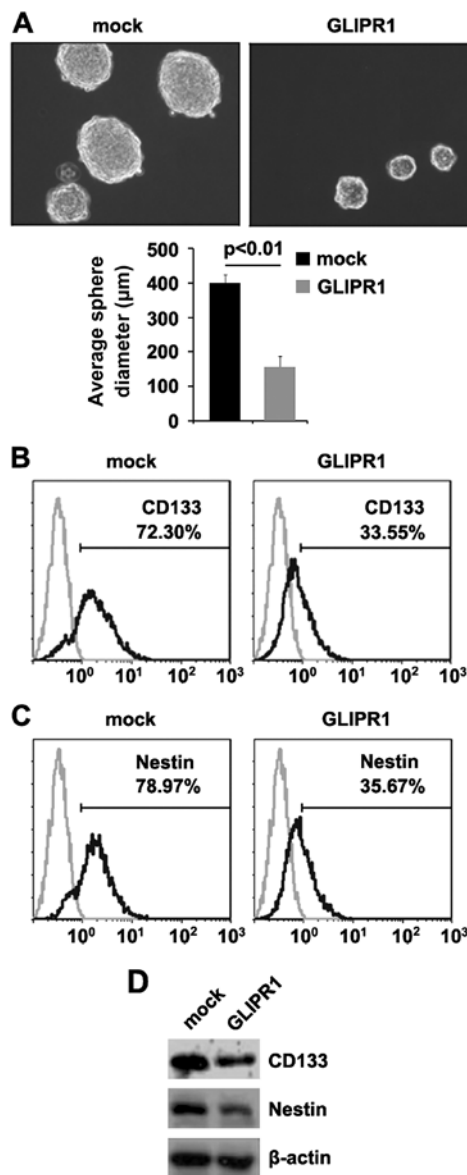 A
mock
GLIPR1
500
400
300
200
100
0
Average sphere
diameter (µm)
p<0.01
mock
GLIPR1
B
mock
GLIPR1
CD133
72.30%
10⁰ 10¹ 10² 10³
CD133
33.55%
10⁰ 10¹ 10² 10³
C
mock
GLIPR1
Nestin
78.97%
10⁰ 10¹ 10² 10³
Nestin
35.67%
10⁰ 10¹ 10² 10³
D
mock
GLIPR1
CD133
Nestin
β-actin